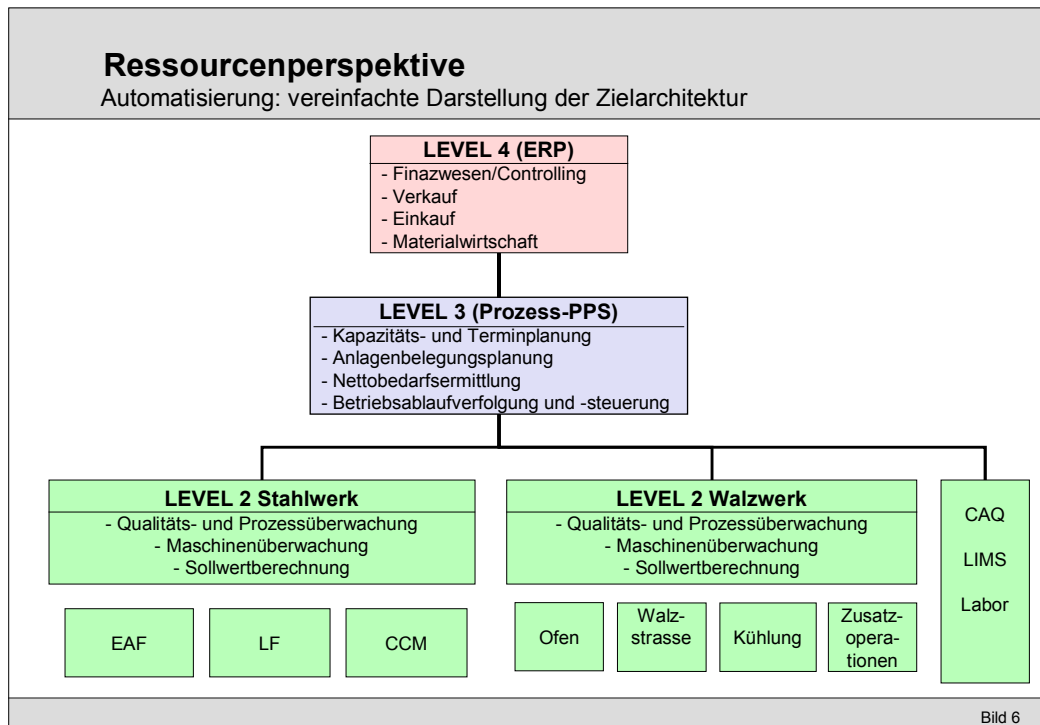 Ressourcenperspektive
Automatisierung: vereinfachte Darstellung der Zielarchitektur
LEVEL 4 (ERP)
- Finazwesen/Controlling
- Verkauf
- Einkauf
- Materialwirtschaft
LEVEL 3 (Prozess-PPS)
- Kapazitäts- und Terminplanung
- Anlagenbelegungsplanung
- Nettobedarfsermittlung
- Betriebsablaufverfolgung und -steuerung
LEVEL 2 Stahlwerk
- Qualitäts- und Prozessüberwachung
- Maschinenüberwachung
- Sollwertberechnung
EAF
LF
CCM
LEVEL 2 Walzwerk
- Qualitäts- und Prozessüberwachung
- Maschinenüberwachung
- Sollwertberechnung
Ofen
Walz-
strasse
Kühlung
Zusatz-
opera-
tionen
CAQ
LIMS
Labor
Bild 6